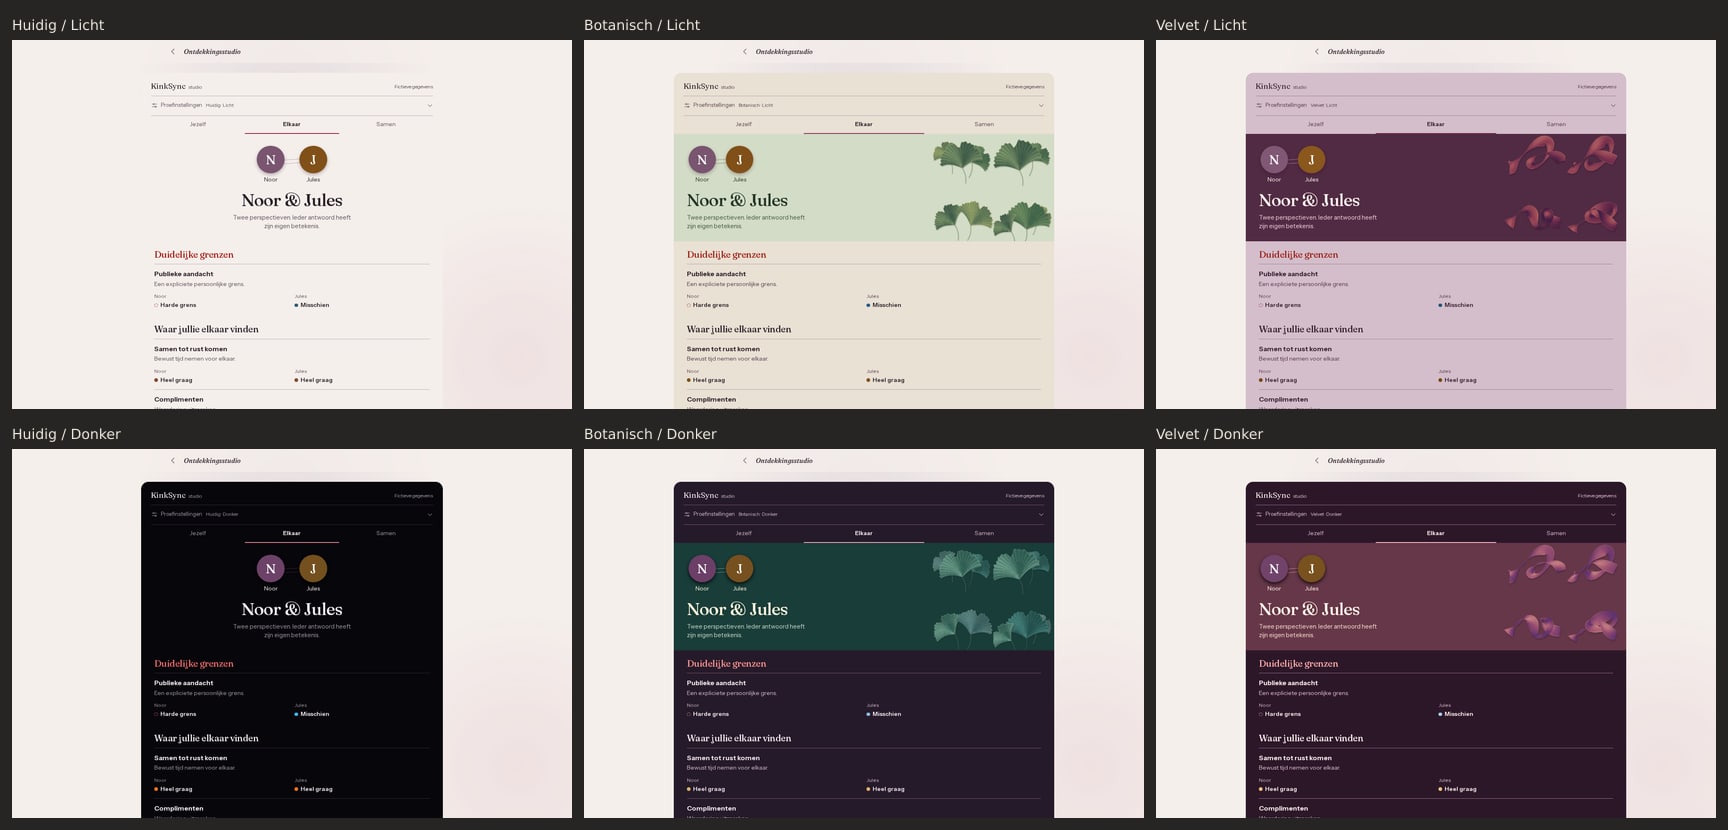 Huidig / Licht
Ontdekkingsstudio
KinkSync studio
Fictieve gegevens
Proefinstellingen Huidig · Licht
Jezelf Elkaar Samen
N J
Noor Jules
Noor & Jules
Twee perspectieven. Ieder antwoord heeft
zijn eigen betekenis.
Duidelijke grenzen
Publieke aandacht
Een expliciete persoonlijke grens.
Noor Jules
Harde grens Misschien
Waar jullie elkaar vinden
Samen tot rust komen
Bewust tijd nemen voor elkaar.
Noor Jules
Heel graag Heel graag
Complimenten
Botanisch / Licht
Ontdekkingsstudio
KinkSync studio
Fictieve gegevens
Proefinstellingen Botanisch · Licht
Jezelf Elkaar Samen
N J
Noor Jules
Noor & Jules
Twee perspectieven. Ieder antwoord heeft
zijn eigen betekenis.
Duidelijke grenzen
Publieke aandacht
Een expliciete persoonlijke grens.
Noor Jules
Harde grens Misschien
Waar jullie elkaar vinden
Samen tot rust komen
Bewust tijd nemen voor elkaar.
Noor Jules
Heel graag Heel graag
Complimenten
Velvet / Licht
Ontdekkingsstudio
KinkSync studio
Fictieve gegevens
Proefinstellingen Velvet · Licht
Jezelf Elkaar Samen
N J
Noor Jules
Noor & Jules
Twee perspectieven. Ieder antwoord heeft
zijn eigen betekenis.
Duidelijke grenzen
Publieke aandacht
Een expliciete persoonlijke grens.
Noor Jules
Harde grens Misschien
Waar jullie elkaar vinden
Samen tot rust komen
Bewust tijd nemen voor elkaar.
Noor Jules
Heel graag Heel graag
Complimenten
Huidig / Donker
Ontdekkingsstudio
KinkSync studio
Fictieve gegevens
Proefinstellingen Huidig · Donker
Jezelf Elkaar Samen
N J
Noor Jules
Noor & Jules
Twee perspectieven. Ieder antwoord heeft
zijn eigen betekenis.
Duidelijke grenzen
Publieke aandacht
Een expliciete persoonlijke grens.
Noor Jules
Harde grens Misschien
Waar jullie elkaar vinden
Samen tot rust komen
Bewust tijd nemen voor elkaar.
Noor Jules
Heel graag Heel graag
Complimenten
Botanisch / Donker
Ontdekkingsstudio
KinkSync studio
Fictieve gegevens
Proefinstellingen Botanisch · Donker
Jezelf Elkaar Samen
N J
Noor Jules
Noor & Jules
Twee perspectieven. Ieder antwoord heeft
zijn eigen betekenis.
Duidelijke grenzen
Publieke aandacht
Een expliciete persoonlijke grens.
Noor Jules
Harde grens Misschien
Waar jullie elkaar vinden
Samen tot rust komen
Bewust tijd nemen voor elkaar.
Noor Jules
Heel graag Heel graag
Complimenten
Velvet / Donker
Ontdekkingsstudio
KinkSync studio
Fictieve gegevens
Proefinstellingen Velvet · Donker
Jezelf Elkaar Samen
N J
Noor Jules
Noor & Jules
Twee perspectieven. Ieder antwoord heeft
zijn eigen betekenis.
Duidelijke grenzen
Publieke aandacht
Een expliciete persoonlijke grens.
Noor Jules
Harde grens Misschien
Waar jullie elkaar vinden
Samen tot rust komen
Bewust tijd nemen voor elkaar.
Noor Jules
Heel graag Heel graag
Complimenten